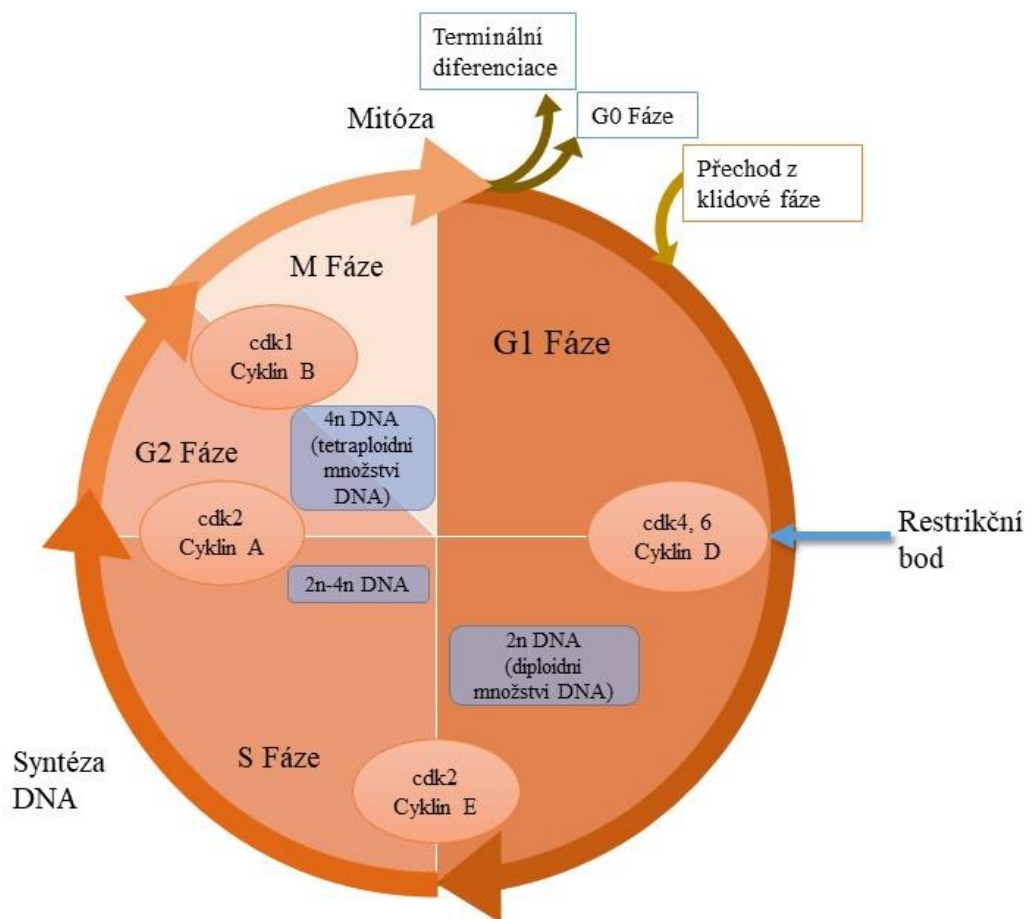 Terminální
diferenciace
G0 Fáze
Mitóza
Přechod z
klidové fáze
M Fáze
G1 Fáze
cdk1
Cyklin B
4n DNA
(tetraploidní
množství
DNA)
G2 Fáze
cdk2
Cyklin A
cdk4, 6
Cyklin D
Restrikční
bod
2n-4n DNA
2n DNA
(diploidní
množství DNA)
S Fáze
Syntéza
DNA
cdk2
Cyklin E